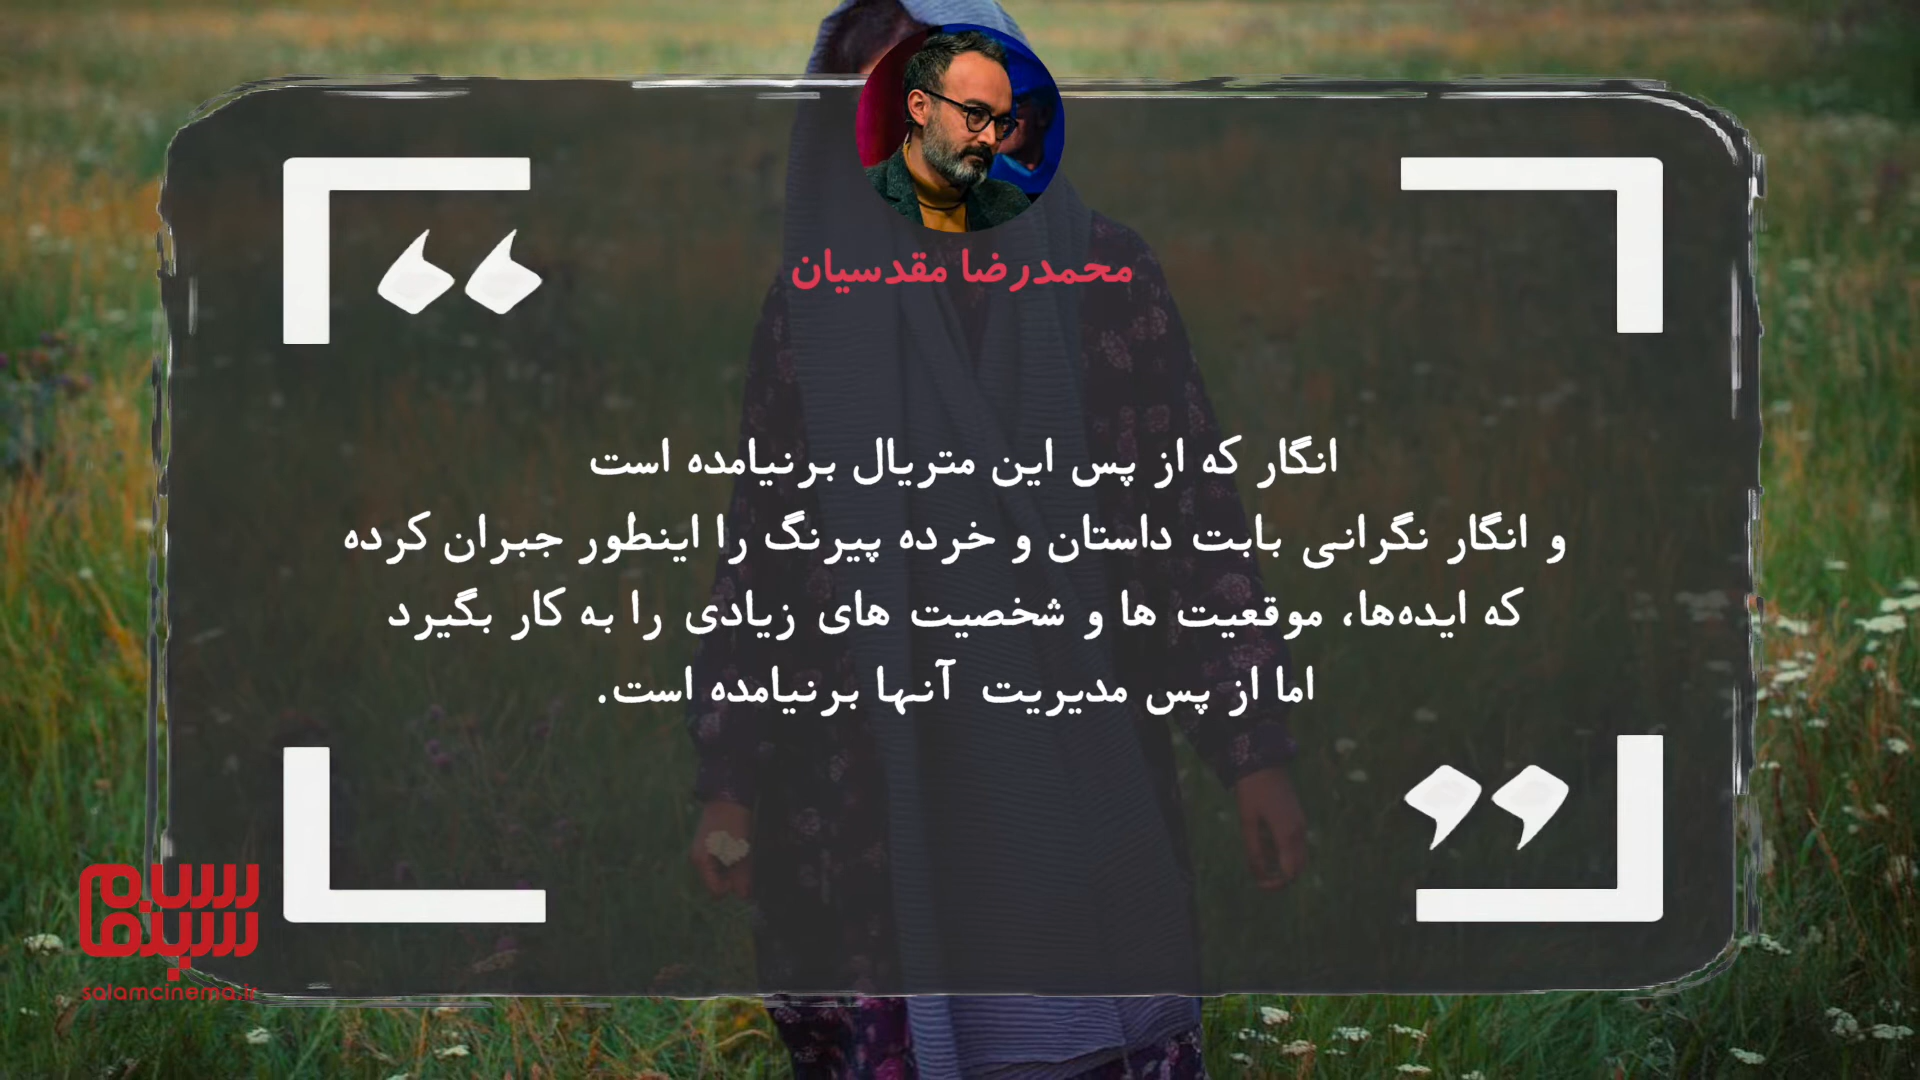 محمدرضا مقدسیان
انگار که از پس این متریال برنیامده است
و انگار نگرانی بابت داستان و خرده پیرنگ را اینطور جبران کرده
که ایده‌ها، موقعیت ها و شخصیت های زیادی را به کار بگیرد
اما از پس مدیریت آنها برنیامده است.
سلام
سینما
salamcinema.ir